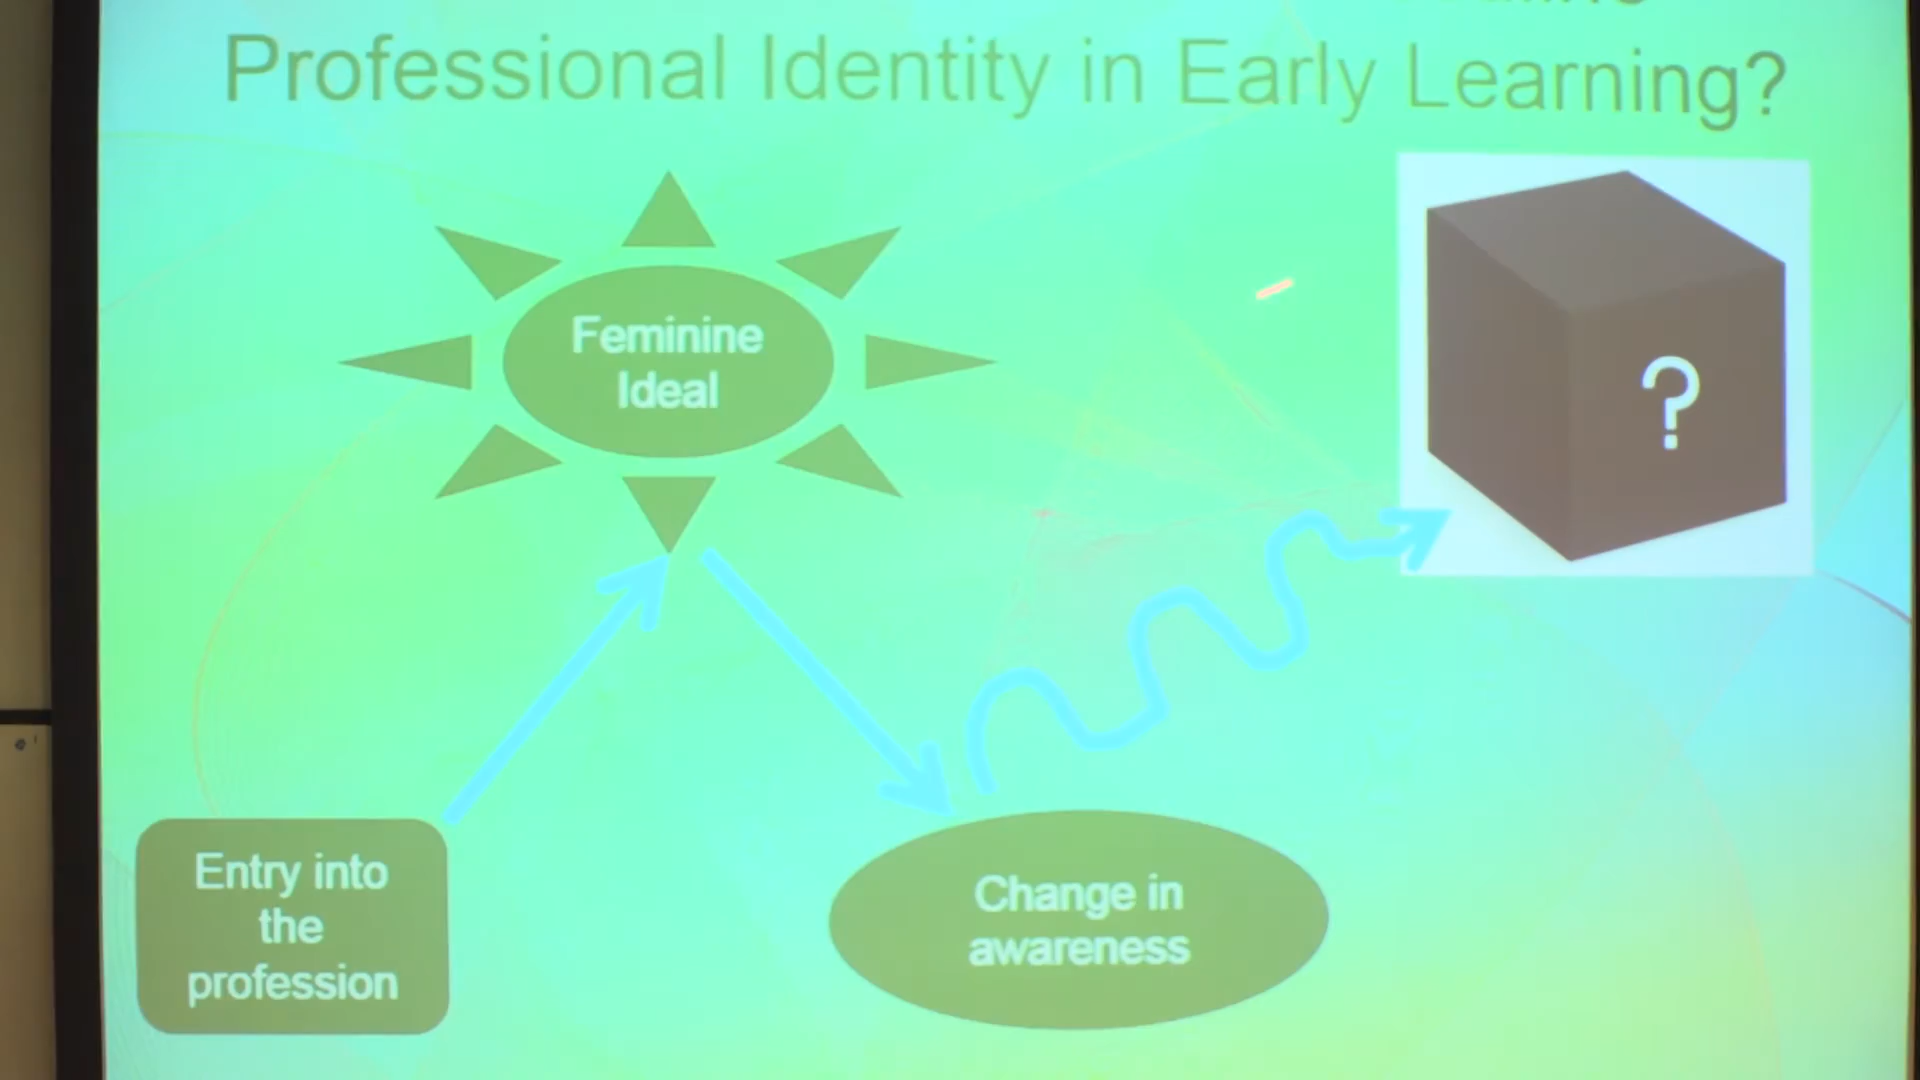 Professional Identity in Early Learning?
Feminine
Ideal
?
Entry into
the
profession
Change in
awareness